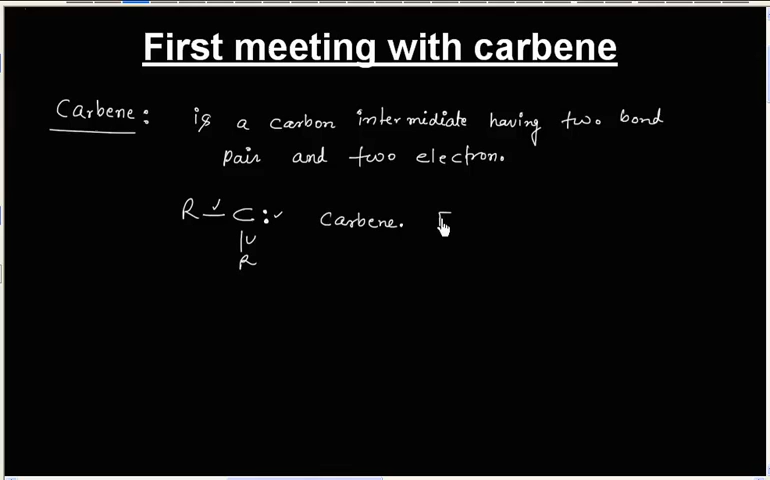 First meeting with carbene
Carbene: is a carbon intermidiate having two bond
pair and two electron.
R – C: Carbene.
R